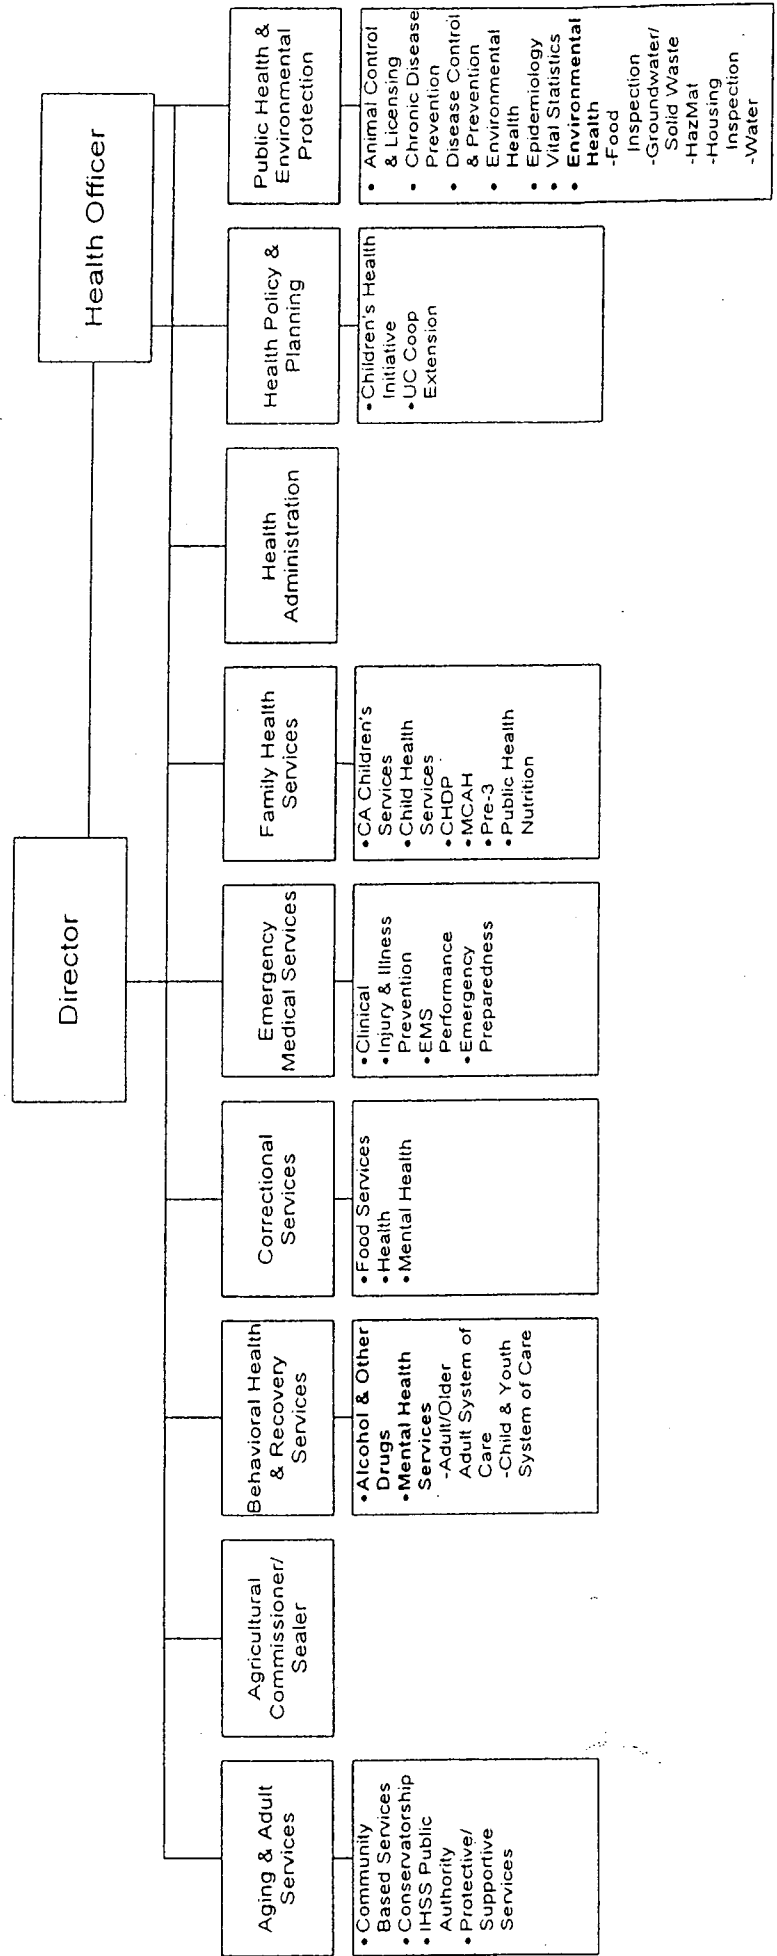 Director
Health Officer
Aging & Adult
Services
Agricultural
Commissioner/
Sealer
Behavioral Health
& Recovery
Services
Correctional
Services
Emergency
Medical Services
Family Health
Services
Health
Administration
Health Policy &
Planning
Public Health &
Environmental
Protection
• Community
Based Services
• Conservatorship
• IHSS Public
Authority
• Protective/
Supportive
Services
• Alcohol & Other
Drugs
• Mental Health
Services
-Adult/Older
Adult System of
Care
-Child & Youth
System of Care
• Food Services
• Health
• Mental Health
• Clinical
• Injury & Illness
Prevention
• EMS
Performance
• Emergency
Preparedness
• CA Children's
Services
• Child Health
Services
• CHDP
• MCAH
• Pre-3
• Public Health
Nutrition
• Children's Health
Initiative
• UC Coop
Extension
• Animal Control
& Licensing
• Chronic Disease
Prevention
• Disease Control
& Prevention
• Environmental
Health
• Epidemiology
• Vital Statistics
• Environmental
Health
-Food
Inspection
-Groundwater/
Solid Waste
-HazMat
-Housing
Inspection
-Water